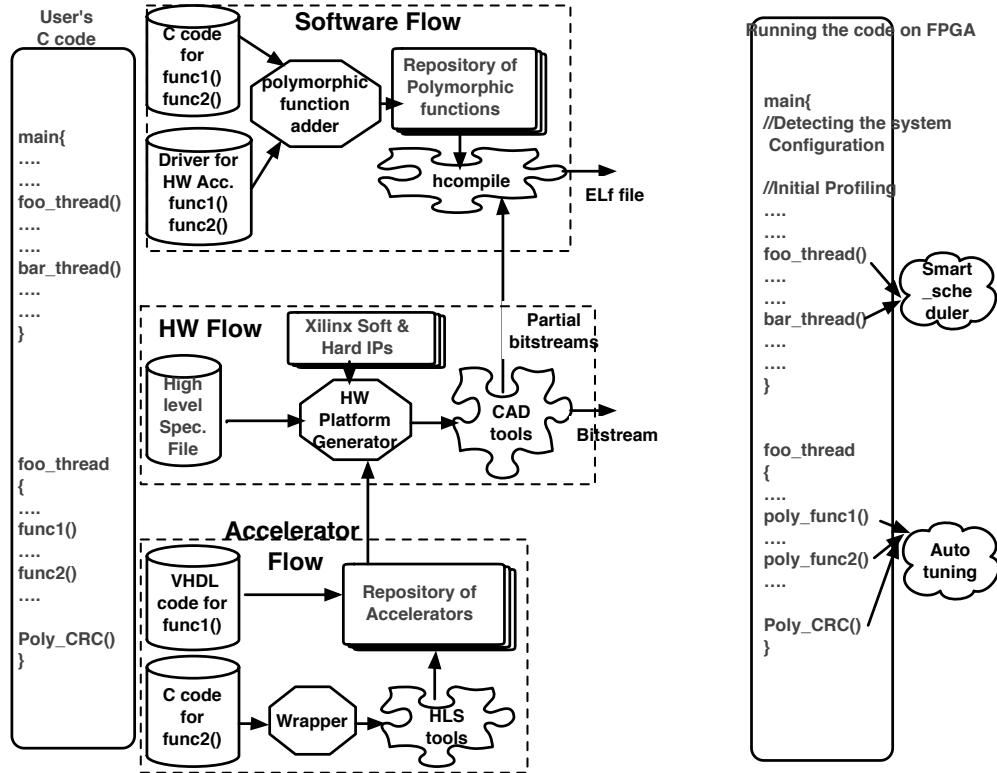 User's
C code
main{
....
....
foo_thread()
....
....
bar_thread()
....
....
}
foo_thread
{
....
func1()
....
func2()
....
Poly_CRC()
}
Software Flow
C code
for
func1()
func2()
polymorphic
function
adder
Repository of
Polymorphic
functions
Driver for
HW Acc.
func1()
func2()
hcompile
ELf file
HW Flow
Xilinx Soft &
Hard IPs
Partial
bitstreams
High
level
Spec.
File
HW
Platform
Generator
CAD
tools
Bitstream
Accelerator
Flow
VHDL
code for
func1()
Repository of
Accelerators
C code
for
func2()
Wrapper
HLS
tools
Running the code on FPGA
main{
//Detecting the system
Configuration
//Initial Profiling
....
....
foo_thread()
....
....
bar_thread()
....
....
}
Smart
_sche
duler
foo_thread
{
....
poly_func1()
....
poly_func2()
....
Poly_CRC()
}
Auto
tuning